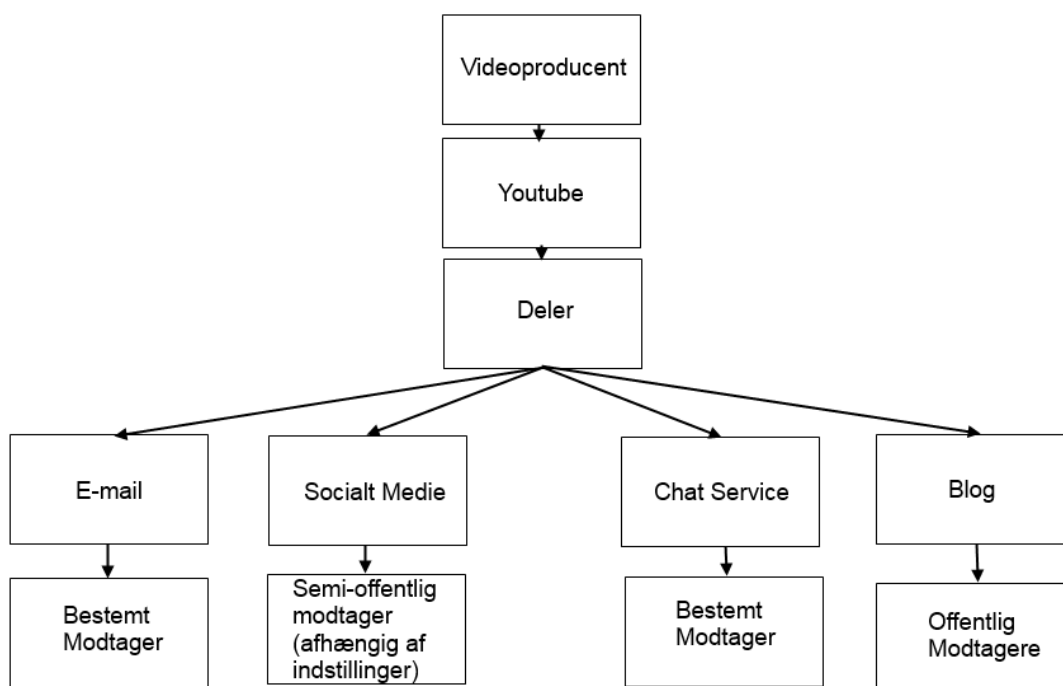 Videoproducent
Youtube
Deler
E-mail
Socialt Medie
Chat Service
Blog
Bestemt
Modtager
Semi-offentlig
modtager
(afhængig af
indstillinger)
Bestemt
Modtager
Offentlig
Modtagere